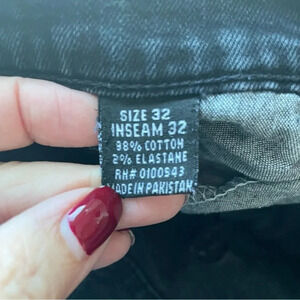 SIZE 32
INSEAM 32
98% COTTON
2% ELASTANE
RN# 0100543
MADE IN PAKISTAN